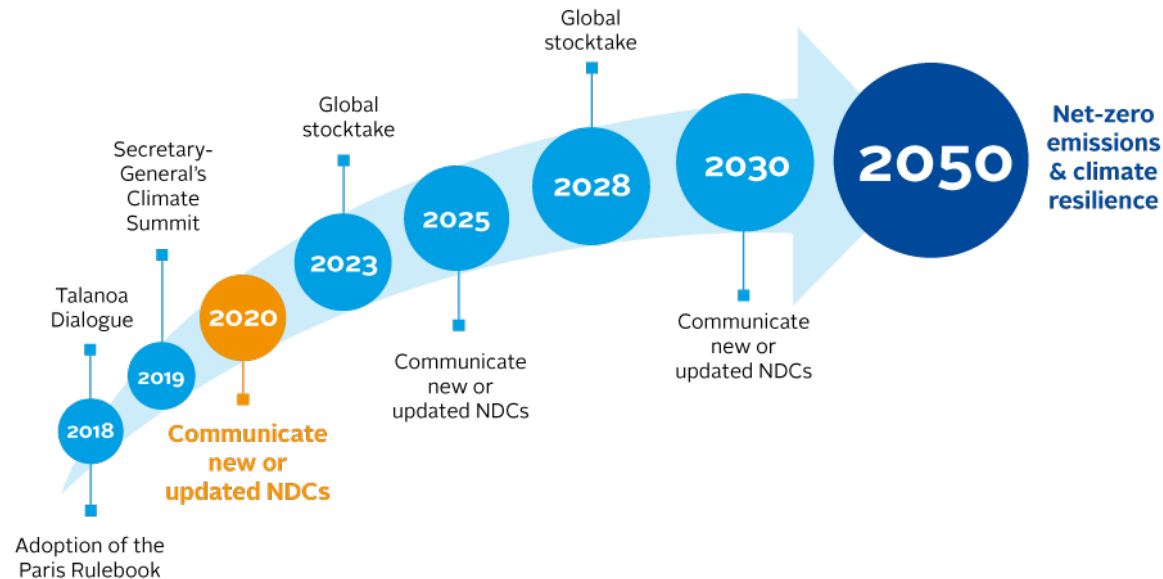 Talanoa
Dialogue
2018
Adoption of the
Paris Rulebook
Secretary-
General’s
Climate
Summit
2019
2020
Communicate
new or
updated NDCs
Global
stocktake
2023
2025
Communicate
new or
updated NDCs
Global
stocktake
2028
2030
Communicate
new or
updated NDCs
2050
Net-zero
emissions
& climate
resilience